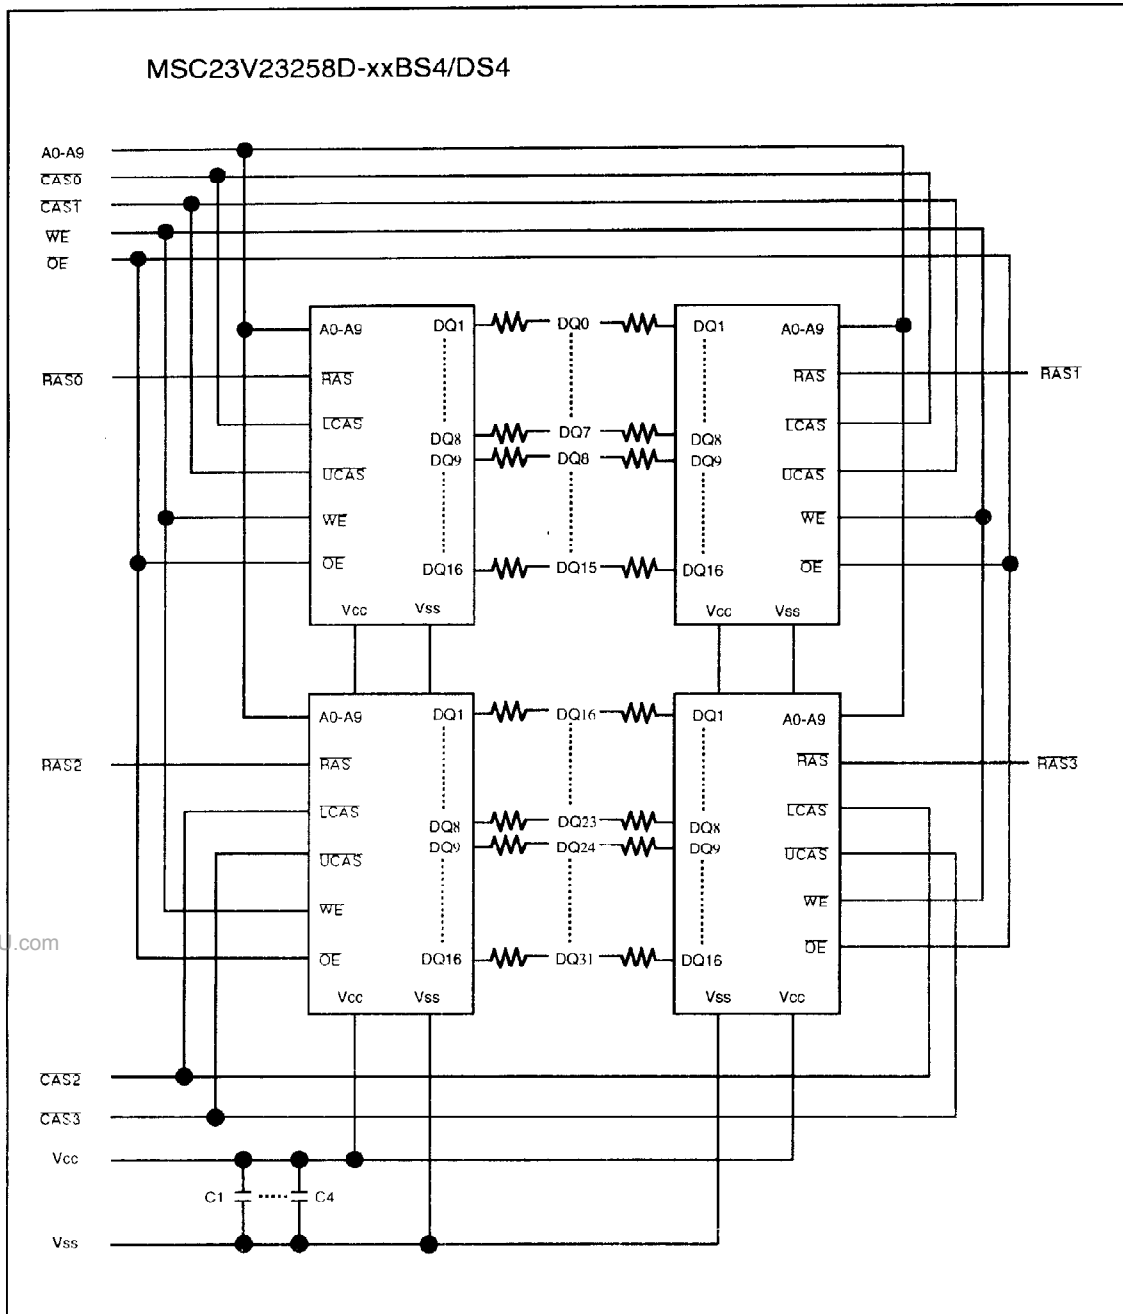 MSC23V23258D-xxBS4/DS4
A0-A9
CAS0
CAS1
WE
OE
A0-A9 DQ1 DQ0 DQ1 A0-A9
RAS0 RAS RAS RAS1
LCAS LCAS
DQ8 DQ7 DQ8
DQ9 DQ8 DQ9
UCAS UCAS
WE WE
OE DQ16 DQ15 DQ16 OE
Vcc Vss Vcc Vss
A0-A9 DQ1 DQ16 DQ1 A0-A9
RAS2 RAS RAS RAS3
LCAS LCAS
DQ8 DQ23 DQ8
DQ9 DQ24 DQ9
UCAS UCAS
WE WE
U.com
OE DQ16 DQ31 DQ16 OE
Vcc Vss Vss Vcc
CAS2
CAS3
Vcc
C1 C4
Vss